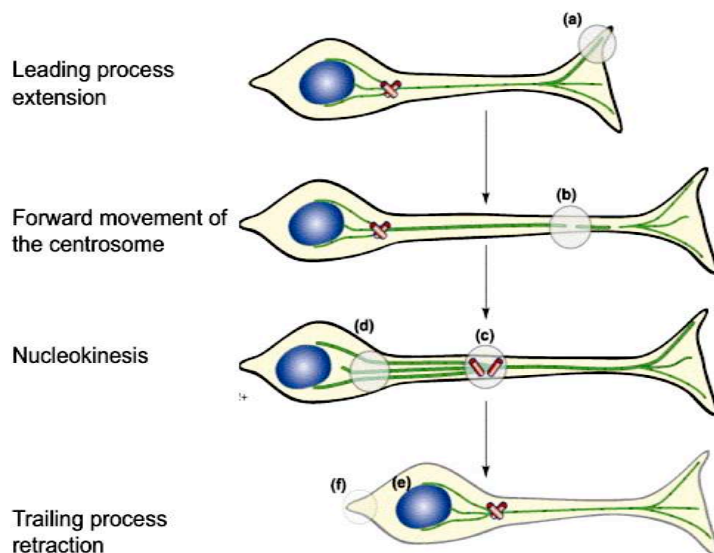 (a)
Leading process
extension
(b)
Forward movement of
the centrosome
(d)
(c)
Nucleokinesis
!+
(f)
(e)
Trailing process
retraction